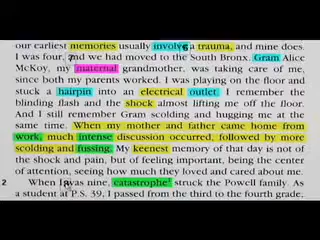 our earliest memories usually involve a trauma, and mine does.
I was four, and we had moved to the South Bronx. Gram Alice
McKoy, my maternal grandmother, was taking care of me,
since both my parents worked. I was playing on the floor and
stuck a hairpin into an electrical outlet. I remember the
blinding flash and the shock almost lifting me off the floor.
And I still remember Gram scolding and hugging me at the
same time. When my mother and father came home from
work, much intense discussion occurred, followed by more
scolding and fussing. My keenest memory of that day is not of
the shock and pain, but of feeling important, being the center
of attention, seeing how much they loved and cared about me.
2 When I was nine, catastrophe struck the Powell family. As
a student at P.S. 39, I passed from the third to the fourth grade,